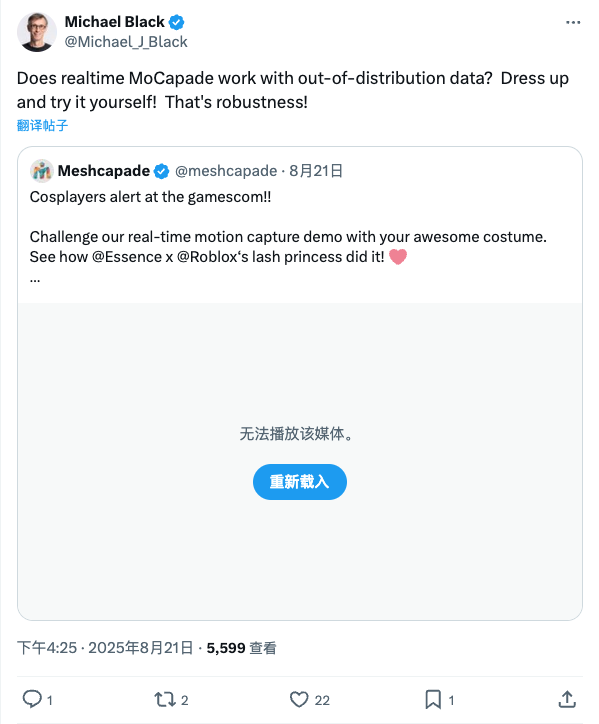 Michael Black
@Michael_J_Black
Does realtime MoCapade work with out-of-distribution data?  Dress up
and try it yourself!  That's robustness!
翻译帖子
Meshcapade @meshcapade · 8月21日
Cosplayers alert at the gamescom!!
Challenge our real-time motion capture demo with your awesome costume.
See how @Essence x @Roblox‘s lash princess did it! 🩷
...
无法播放该媒体。
重新载入
下午4:25 · 2025年8月21日 · 5,599 查看
1 2 22 1